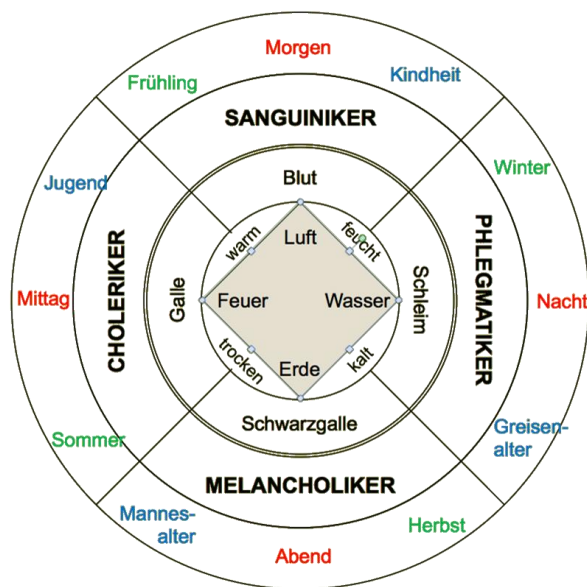 Morgen
Frühling
Kindheit
SANGUINIKER
Jugend
Winter
Blut
warm
feucht
Luft
CHOLERIKER
PHLEGMATIKER
Mittag
Galle
Feuer
Wasser
Schleim
Nacht
trocken
Erde
kalt
Schwarzgalle
Sommer
Greisen-
alter
MELANCHOLIKER
Mannes-
alter
Herbst
Abend